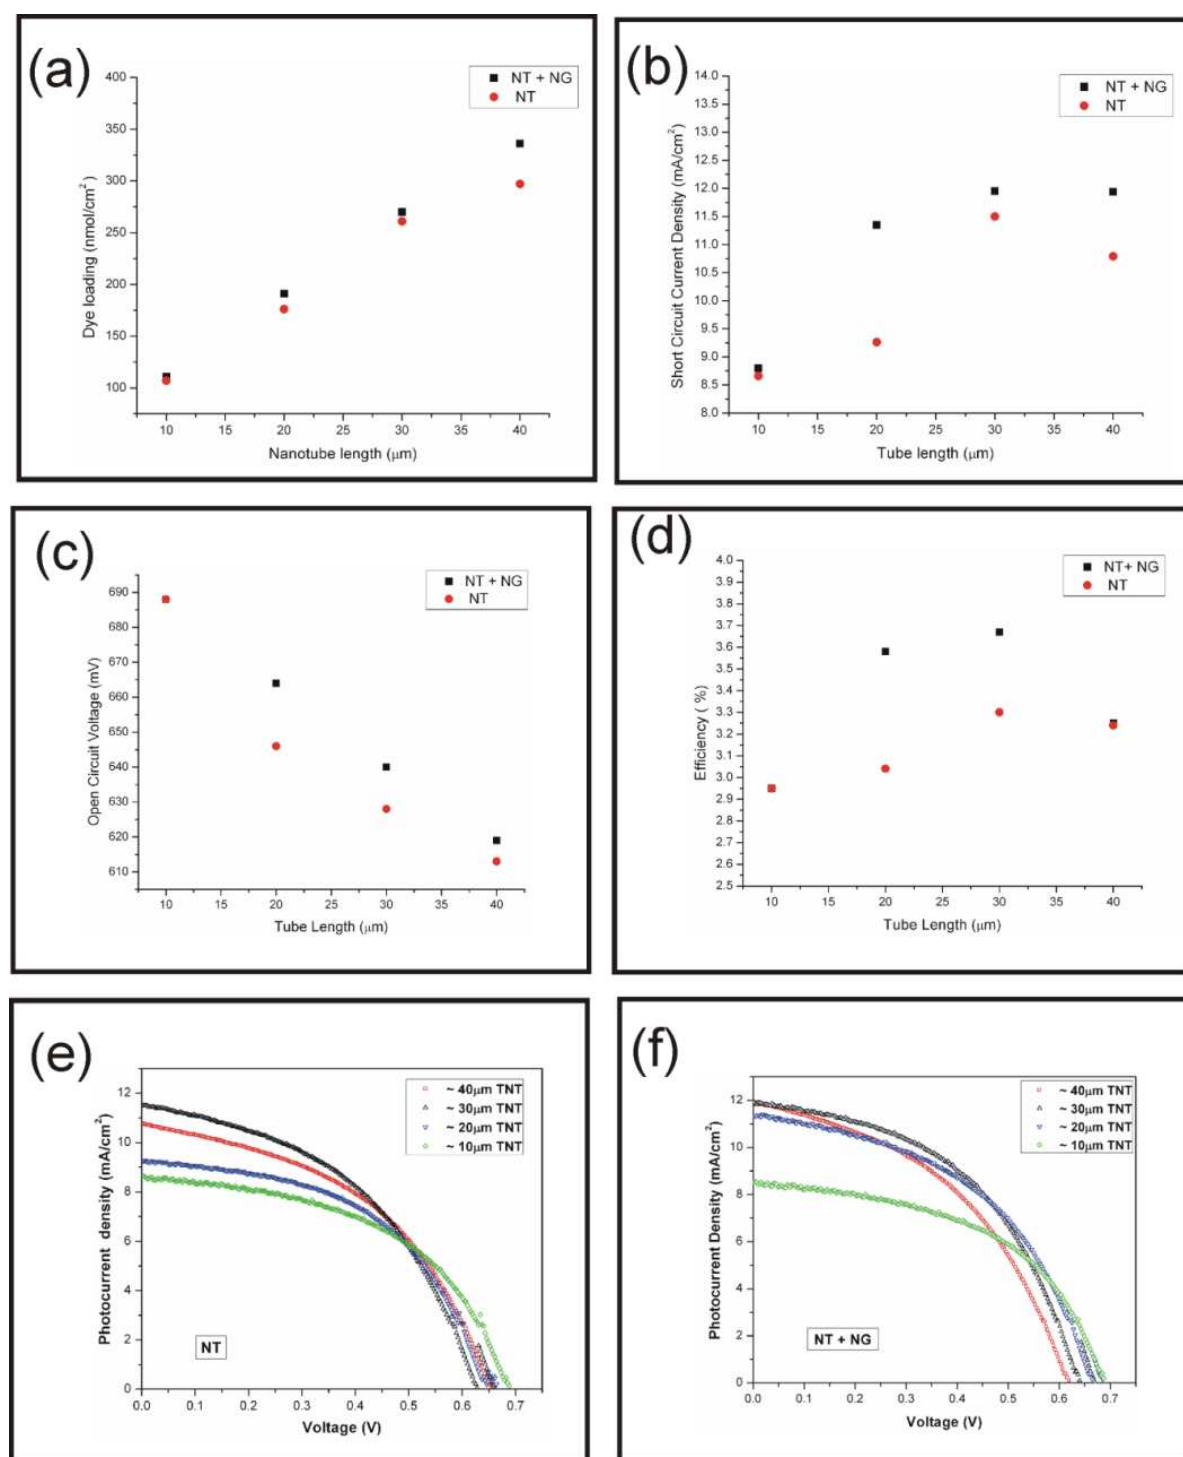 (a)
NT + NG
NT
400
350
300
250
200
150
100
Dye loading (nmol/cm²)
10 15 20 25 30 35 40
Nanotube length (μm)
(b)
NT + NG
NT
14.0
13.5
13.0
12.5
12.0
11.5
11.0
10.5
10.0
9.5
9.0
8.5
8.0
Short Circuit Current Density (mA/cm²)
10 15 20 25 30 35 40
Tube length (μm)
(c)
NT + NG
NT
690
680
670
660
650
640
630
620
610
Open Circuit Voltage (mV)
10 15 20 25 30 35 40
Tube Length (μm)
(d)
NT+ NG
NT
4.0
3.9
3.8
3.7
3.6
3.5
3.4
3.3
3.2
3.1
3.0
2.9
2.8
2.7
2.6
2.5
Efficiency ( %)
10 15 20 25 30 35 40
Tube Length (μm)
(e)
~ 40μm TNT
~ 30μm TNT
~ 20μm TNT
~ 10μm TNT
12
10
8
6
4
2
0
Photocurrent density (mA/cm²)
NT
0.0 0.1 0.2 0.3 0.4 0.5 0.6 0.7
Voltage (V)
(f)
~ 40μm TNT
~ 30μm TNT
~ 20μm TNT
~ 10μm TNT
12
10
8
6
4
2
0
Photocurrent Density (mA/cm²)
NT + NG
0.0 0.1 0.2 0.3 0.4 0.5 0.6 0.7
Voltage (V)